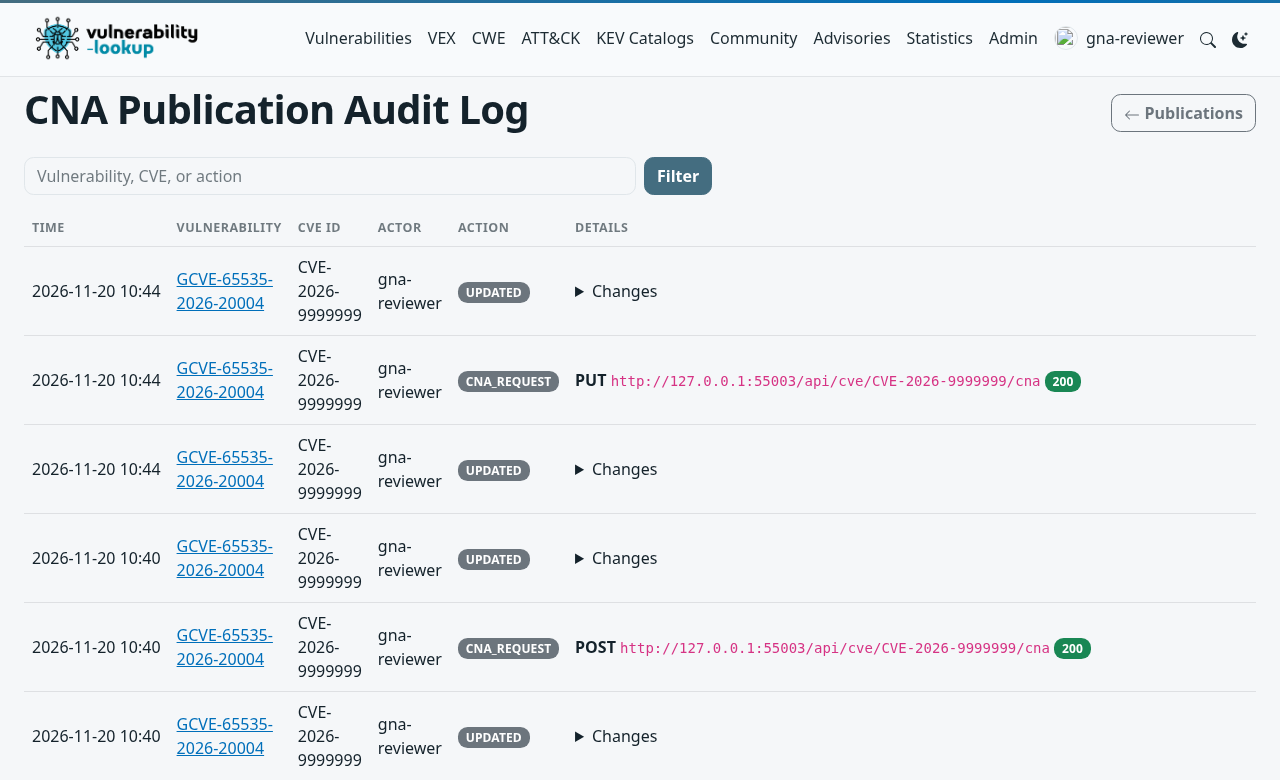 vulnerability
-lookup
Vulnerabilities VEX CWE ATT&CK KEV Catalogs Community Advisories Statistics Admin gna-reviewer
CNA Publication Audit Log
← Publications
Vulnerability, CVE, or action
Filter
TIME VULNERABILITY CVE ID ACTOR ACTION DETAILS
2026-11-20 10:44
GCVE-65535-
2026-20004
CVE-
2026-
9999999
gna-
reviewer
UPDATED
▶ Changes
2026-11-20 10:44
GCVE-65535-
2026-20004
CVE-
2026-
9999999
gna-
reviewer
CNA_REQUEST
PUT http://127.0.0.1:55003/api/cve/CVE-2026-9999999/cna 200
2026-11-20 10:44
GCVE-65535-
2026-20004
CVE-
2026-
9999999
gna-
reviewer
UPDATED
▶ Changes
2026-11-20 10:40
GCVE-65535-
2026-20004
CVE-
2026-
9999999
gna-
reviewer
UPDATED
▶ Changes
2026-11-20 10:40
GCVE-65535-
2026-20004
CVE-
2026-
9999999
gna-
reviewer
CNA_REQUEST
POST http://127.0.0.1:55003/api/cve/CVE-2026-9999999/cna 200
2026-11-20 10:40
GCVE-65535-
2026-20004
CVE-
2026-
9999999
gna-
reviewer
UPDATED
▶ Changes